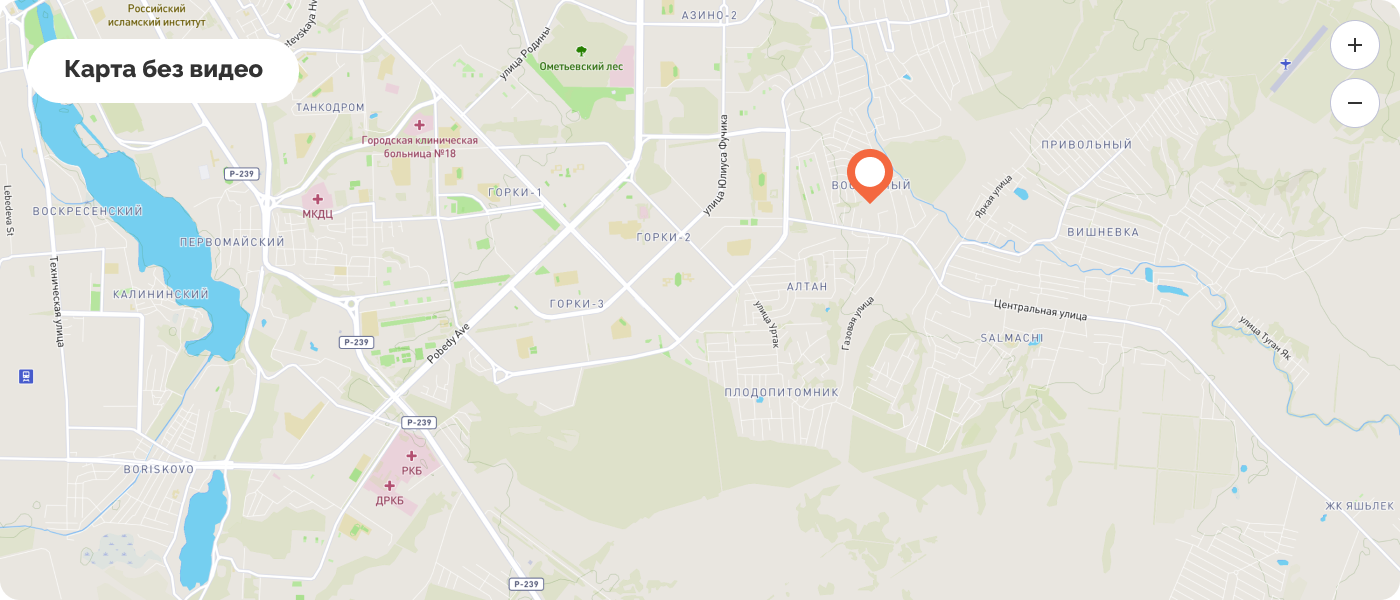 Российский
исламский институт
улица Родины
АЗИНО-2
Ометьевский лес
Карта без видео
+
−
ТАНКОДРОМ
Городская клиническая
больница №18
улица Юлиуса Фучика
ПРИВОЛЬНЫЙ
P-239
Lebedeva St
ВОСКРЕСЕНСКИЙ
МКДЦ
ГОРКИ-1
Яркая улица
ПЕРВОМАЙСКИЙ
ГОРКИ-2
ВИШНЕВКА
Техническая улица
КАЛИНИНСКИЙ
ГОРКИ-3
АЛТАН
улица Уртак
Газовая улица
Центральная улица
SALMACHI
улица Туган Як
P-239
Pobedy Ave
ПЛОДОПИТОМНИК
P-239
BORISKOVO
РКБ
ДРКБ
ЖК ЯШЬЛЕК
P-239